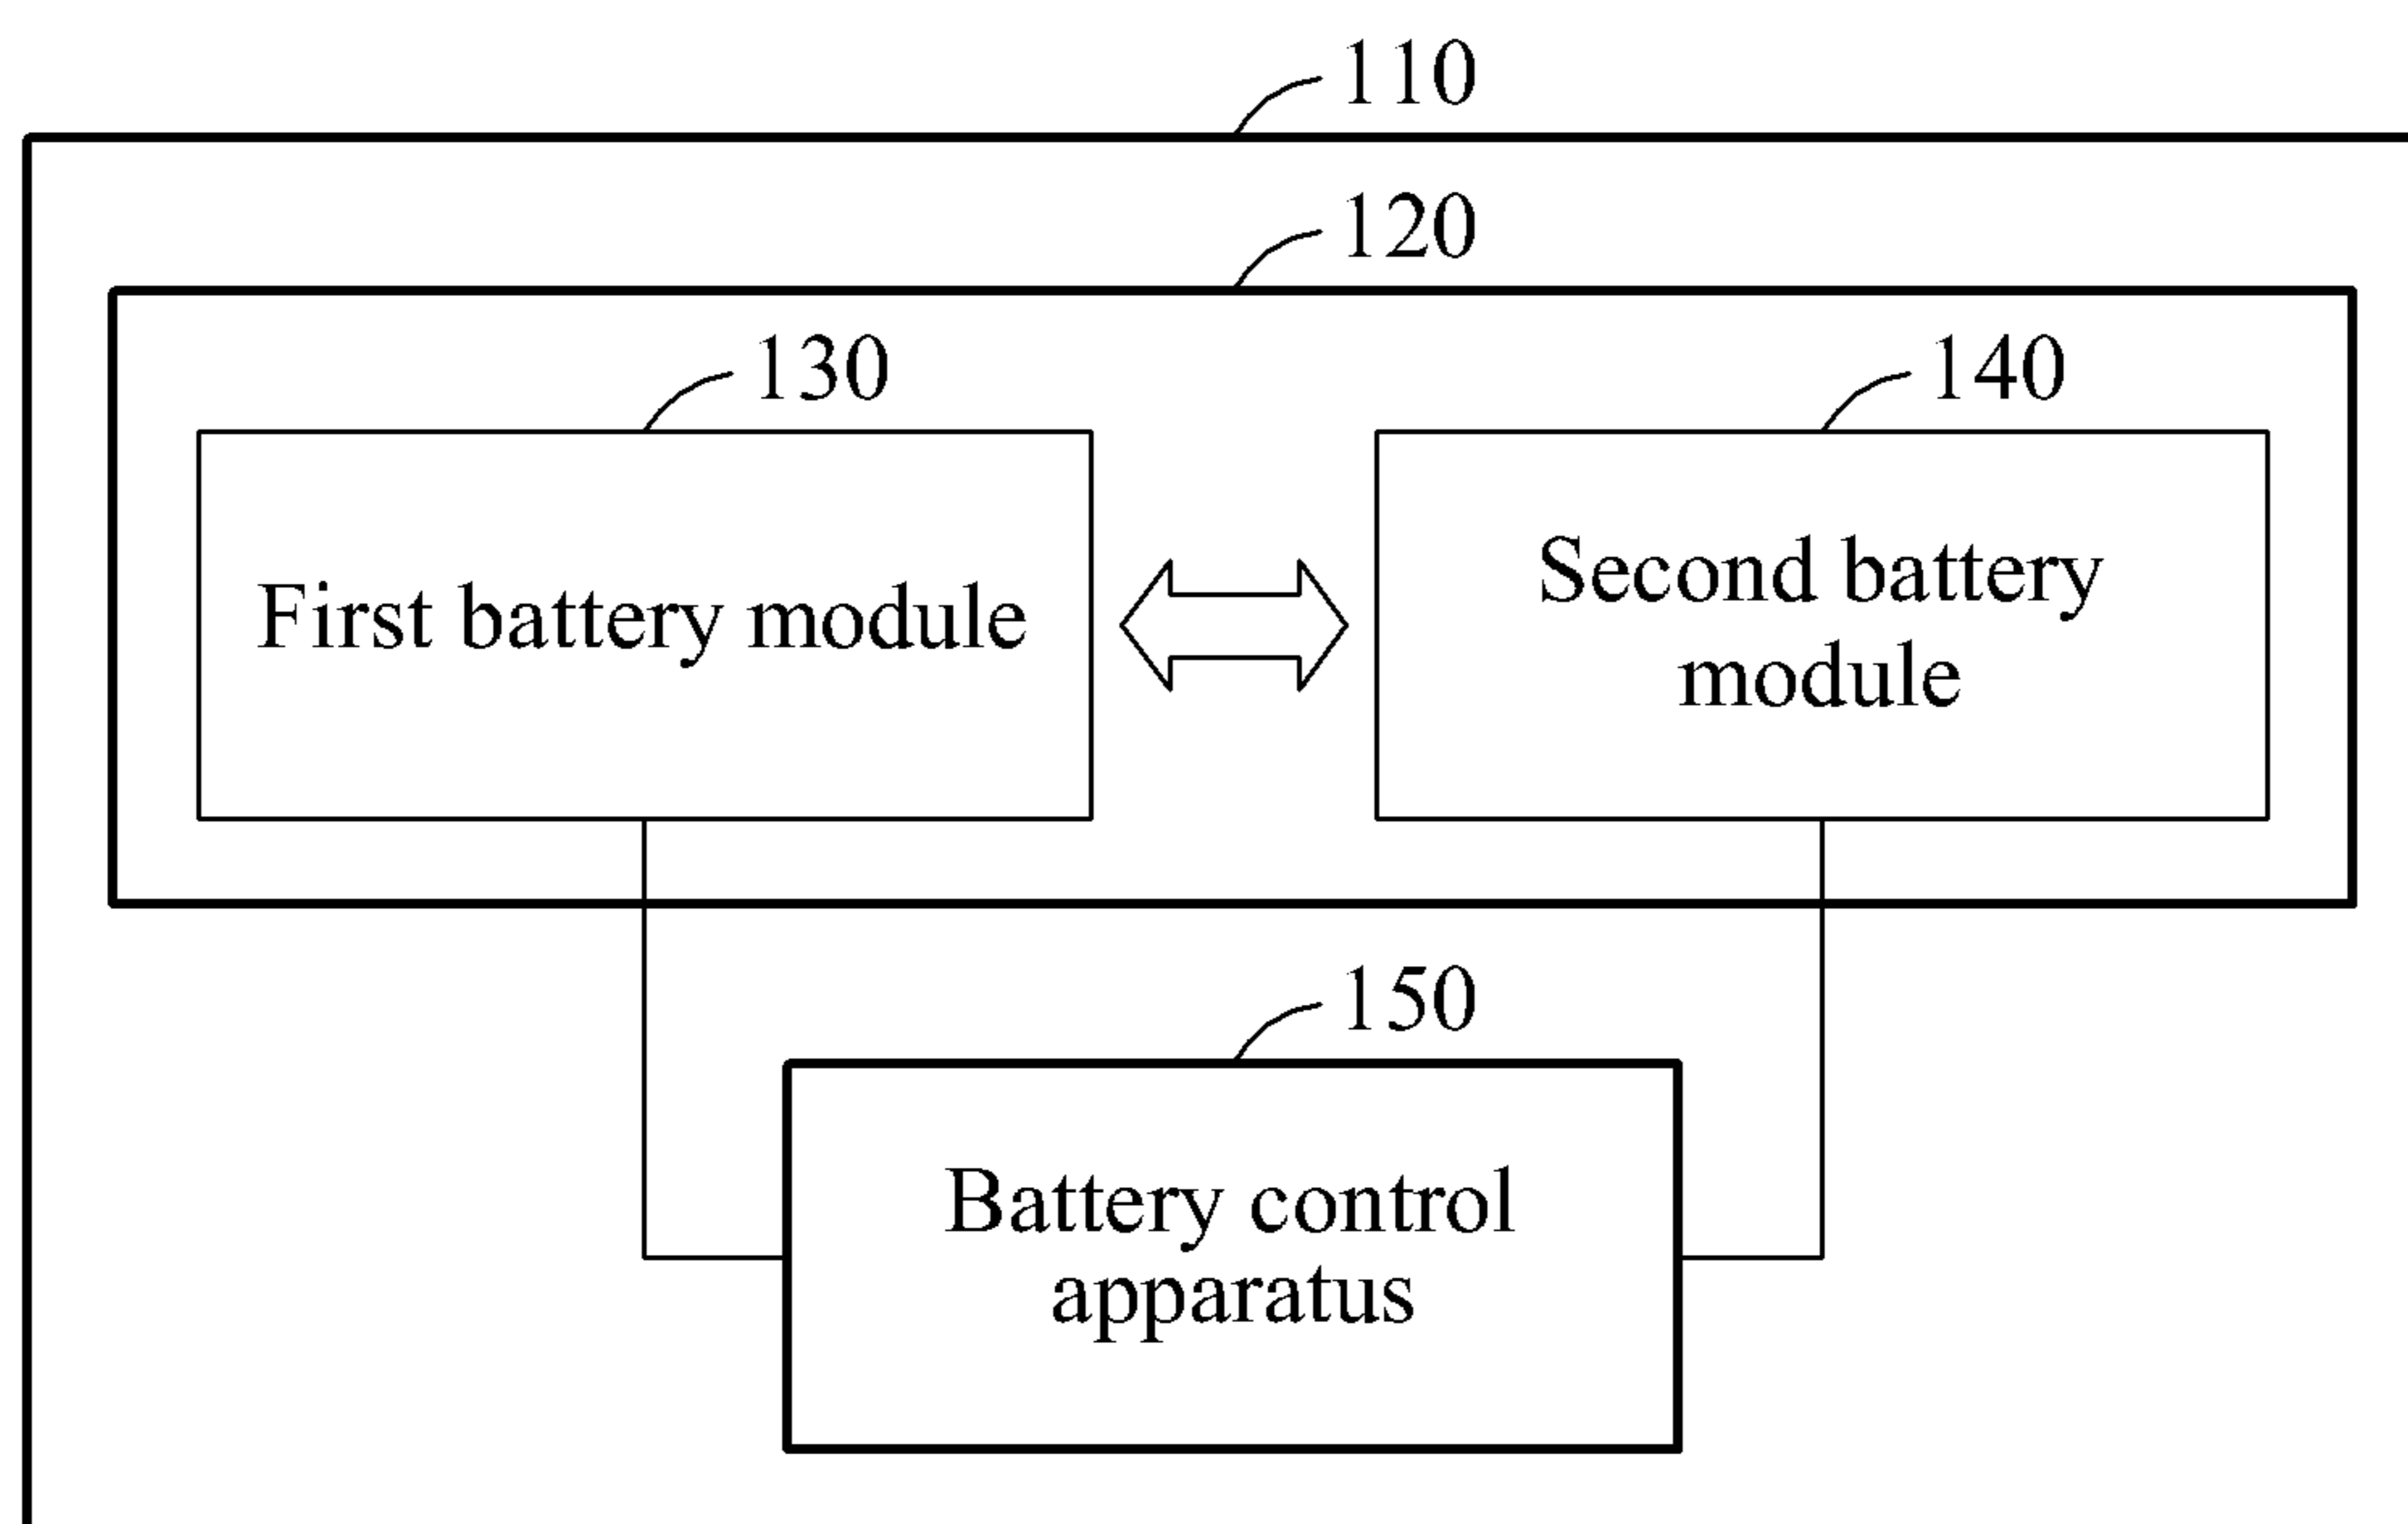 110
120
130
140
First battery module
Second battery
module
150
Battery control
apparatus